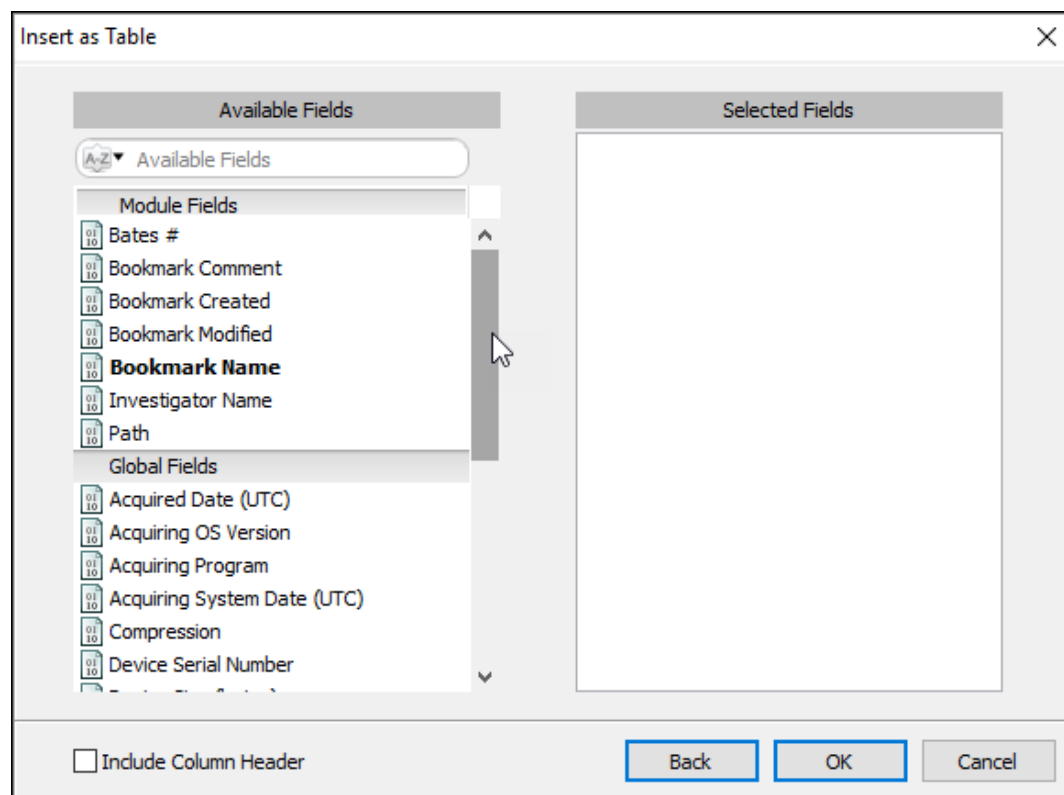 Insert as Table
Available Fields
A-Z Available Fields
Module Fields
Bates #
Bookmark Comment
Bookmark Created
Bookmark Modified
Bookmark Name
Investigator Name
Path
Global Fields
Acquired Date (UTC)
Acquiring OS Version
Acquiring Program
Acquiring System Date (UTC)
Compression
Device Serial Number
Selected Fields
Include Column Header
Back
OK
Cancel